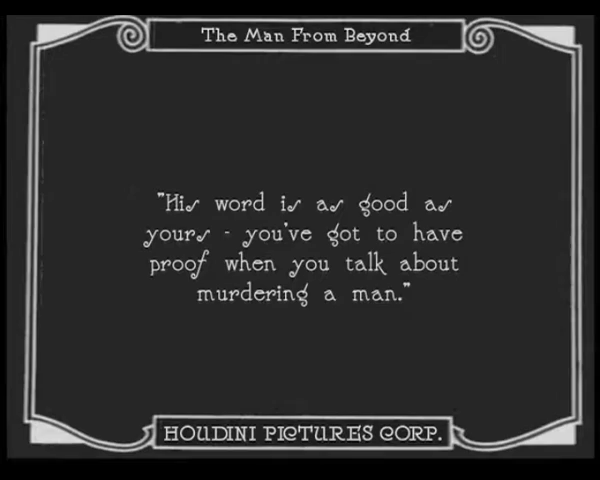 The Man From Beyond
"His word is as good as
yours - you've got to have
proof when you talk about
murdering a man."
HOUDINI PICTURES CORP.